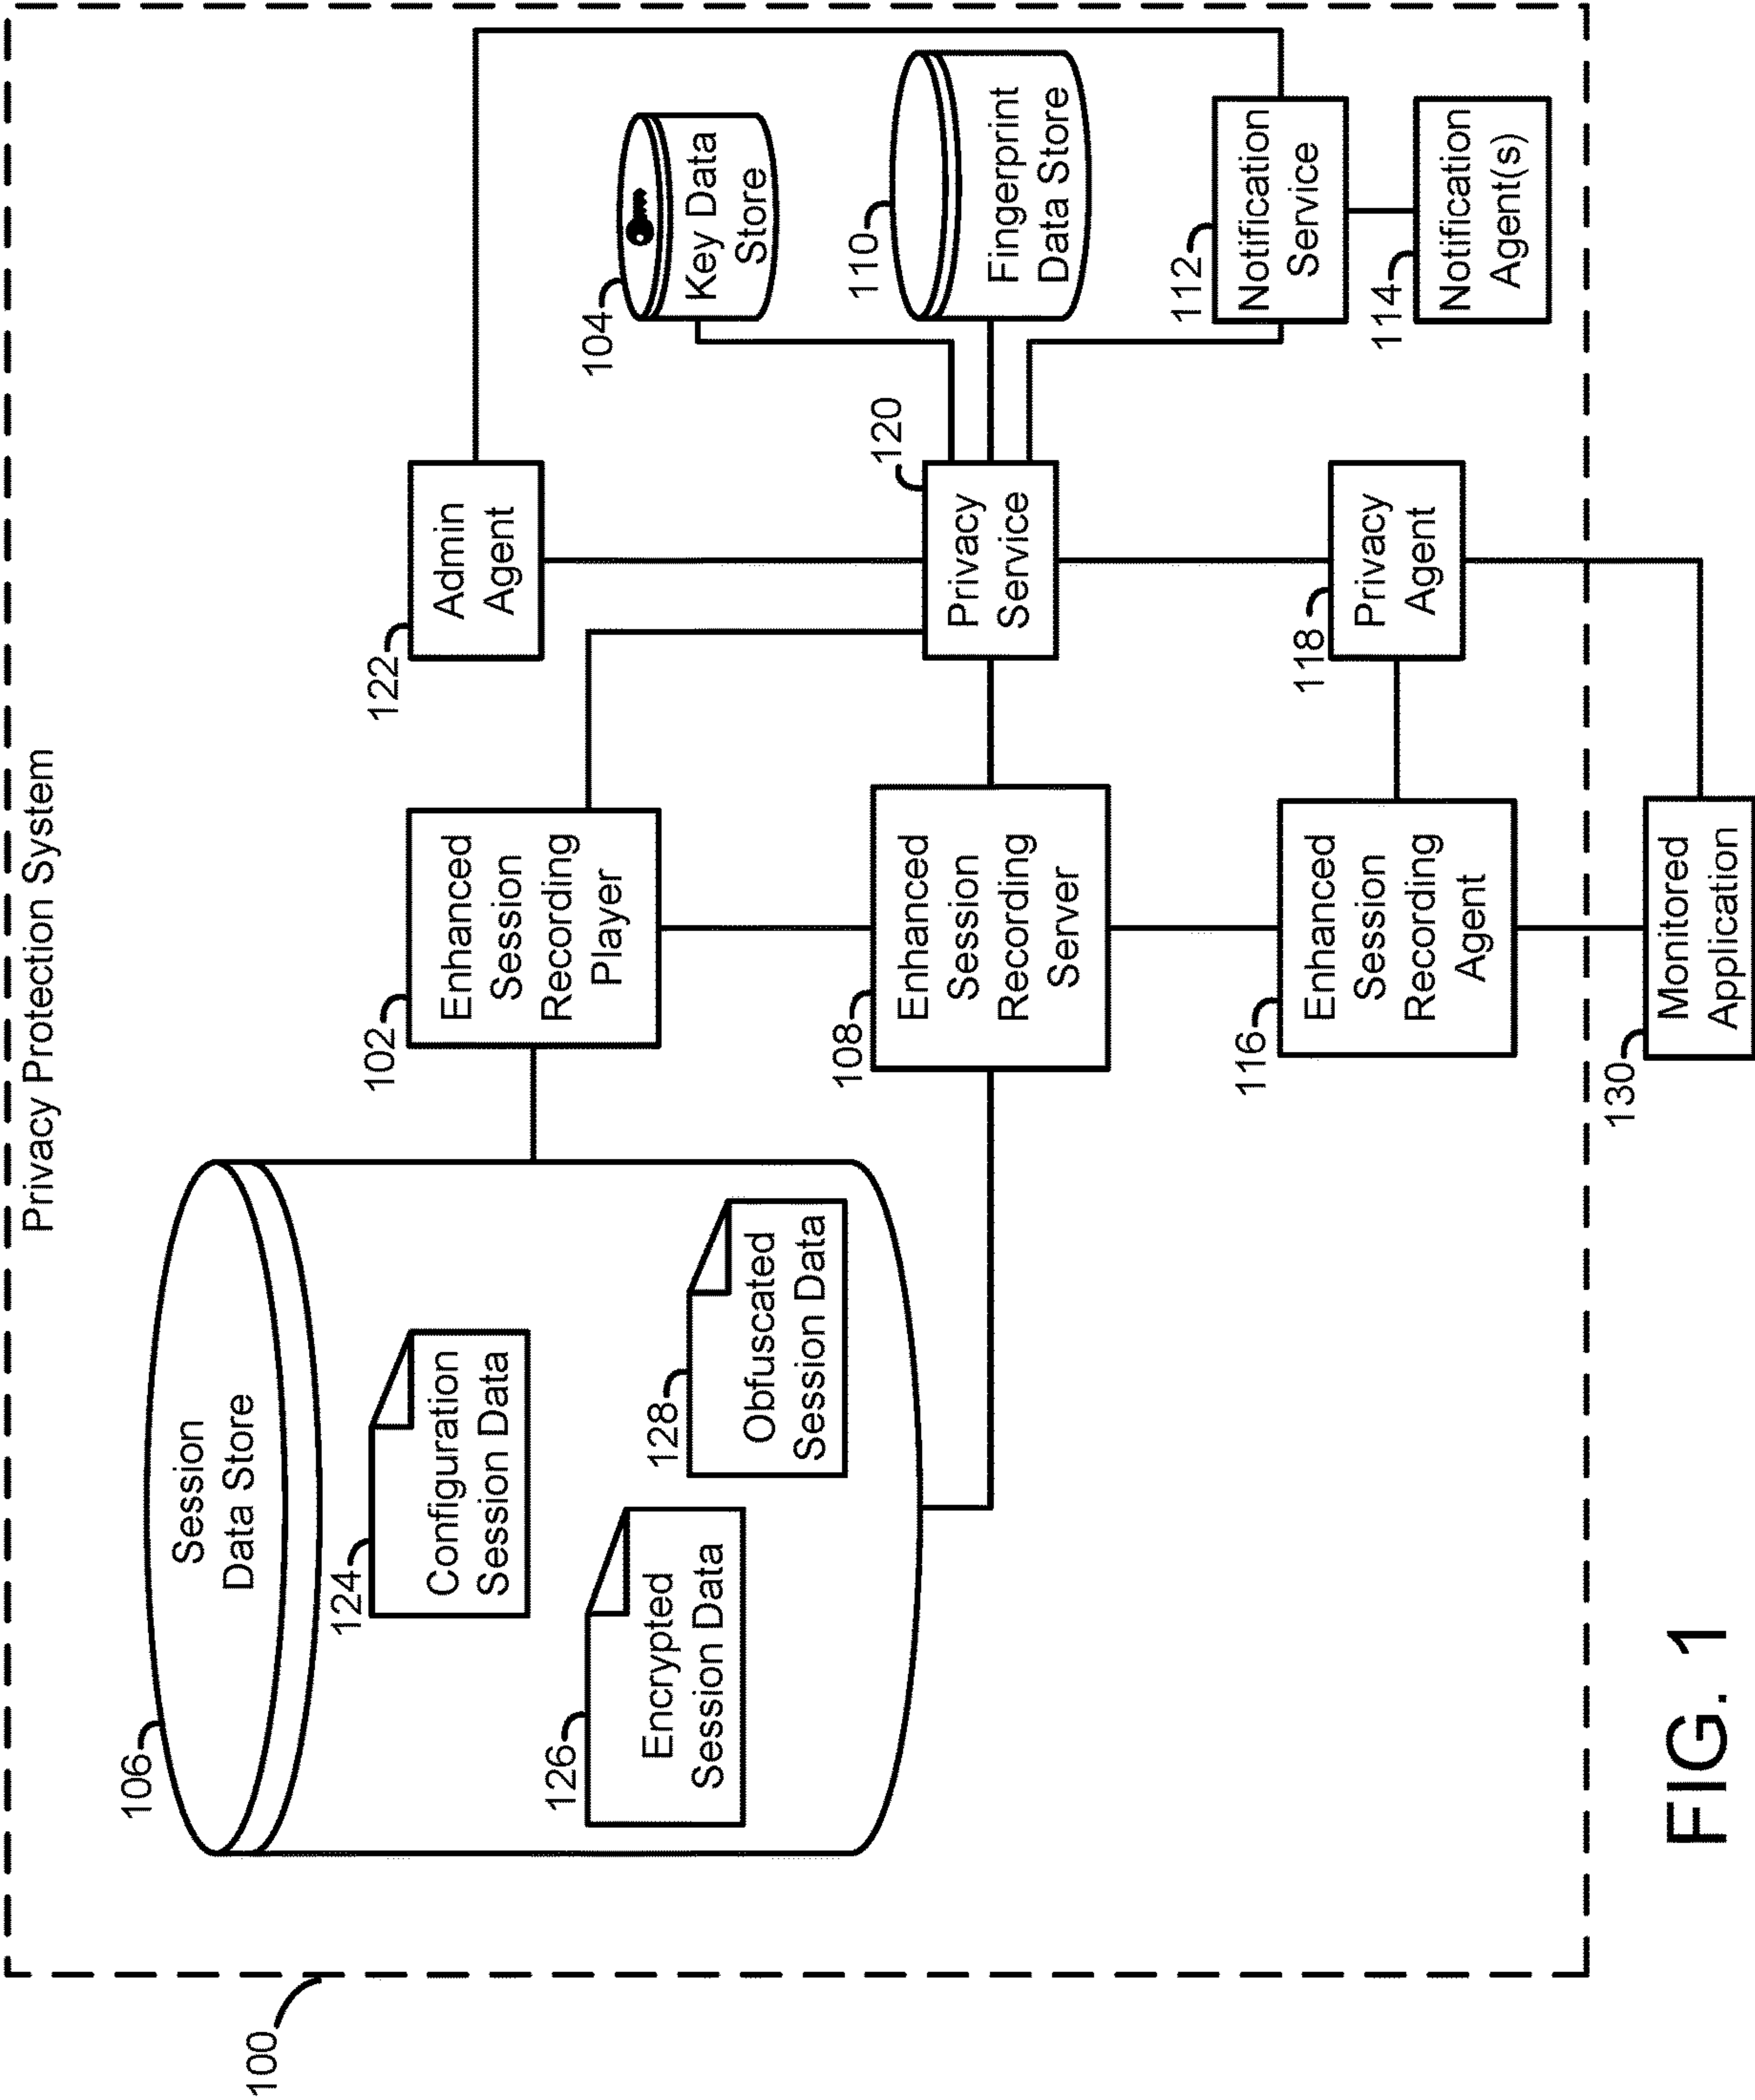 Privacy Protection System
100
106
Session
Data Store
124
Configuration
Session Data
126
Encrypted
Session Data
128
Obfuscated
Session Data
102
Enhanced
Session
Recording
Player
122
Admin
Agent
104
Key Data
Store
108
Enhanced
Session
Recording
Server
120
Privacy
Service
110
Fingerprint
Data Store
112
Notification
Service
114
Notification
Agent(s)
116
Enhanced
Session
Recording
Agent
118
Privacy
Agent
130
Monitored
Application
FIG. 1